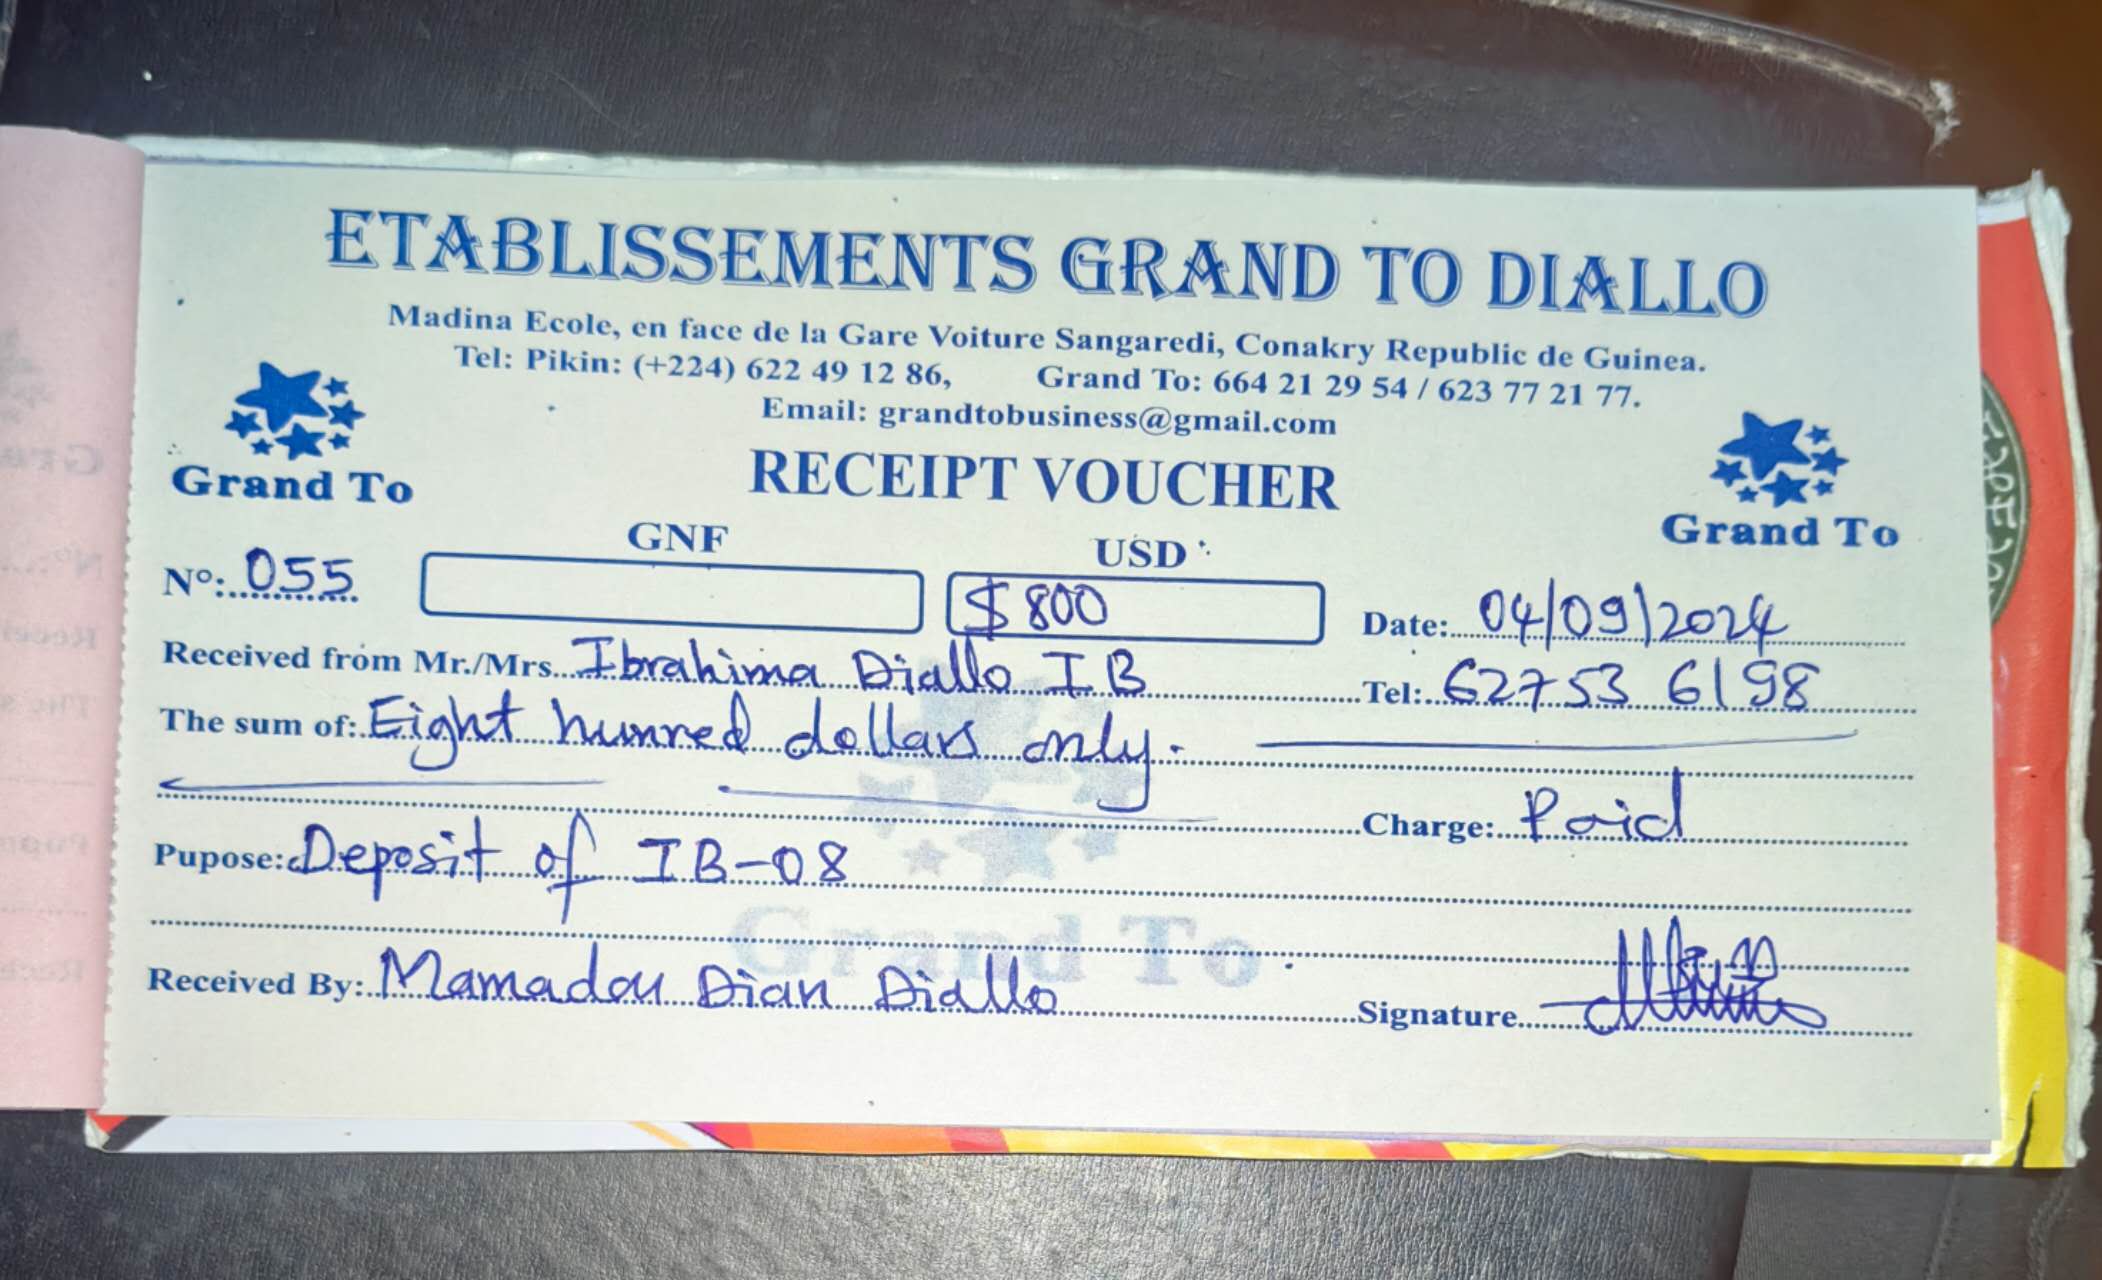 ETABLISSEMENTS GRAND TO DIALLO
Madina Ecole, en face de la Gare Voiture Sangaredi, Conakry Republic de Guinea.
Tel: Pikin: (+224) 622 49 12 86, Grand To: 664 21 29 54 / 623 77 21 77.
Email: grandtobusiness@gmail.com
Grand To
RECEIPT VOUCHER
Grand To
GNF USD
Nº: 055 $800 Date: 04/09/2024
Received from Mr./Mrs. Ibrahima Diallo IB Tel: 62753 6198
The sum of: Eight hunred dollars only.
Charge: Paid
Pupose: Deposit of IB-08
Grand To
Received By: Mamadou Dian Diallo Signature